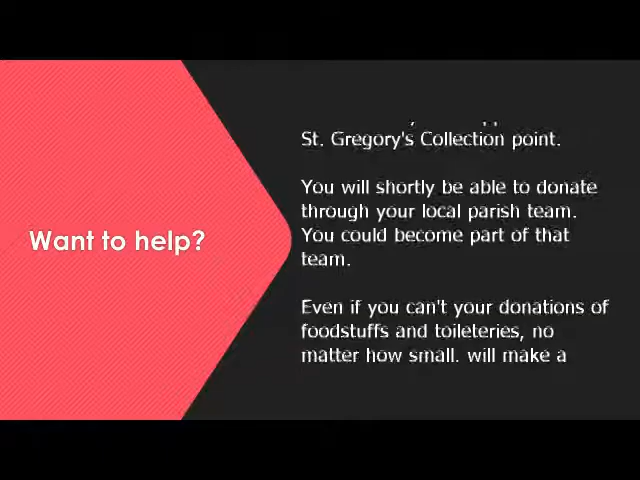 Want to help?
St. Gregory's Collection point.
You will shortly be able to donate
through your local parish team.
You could become part of that
team.
Even if you can't your donations of
foodstuffs and toileteries, no
matter how small. will make a